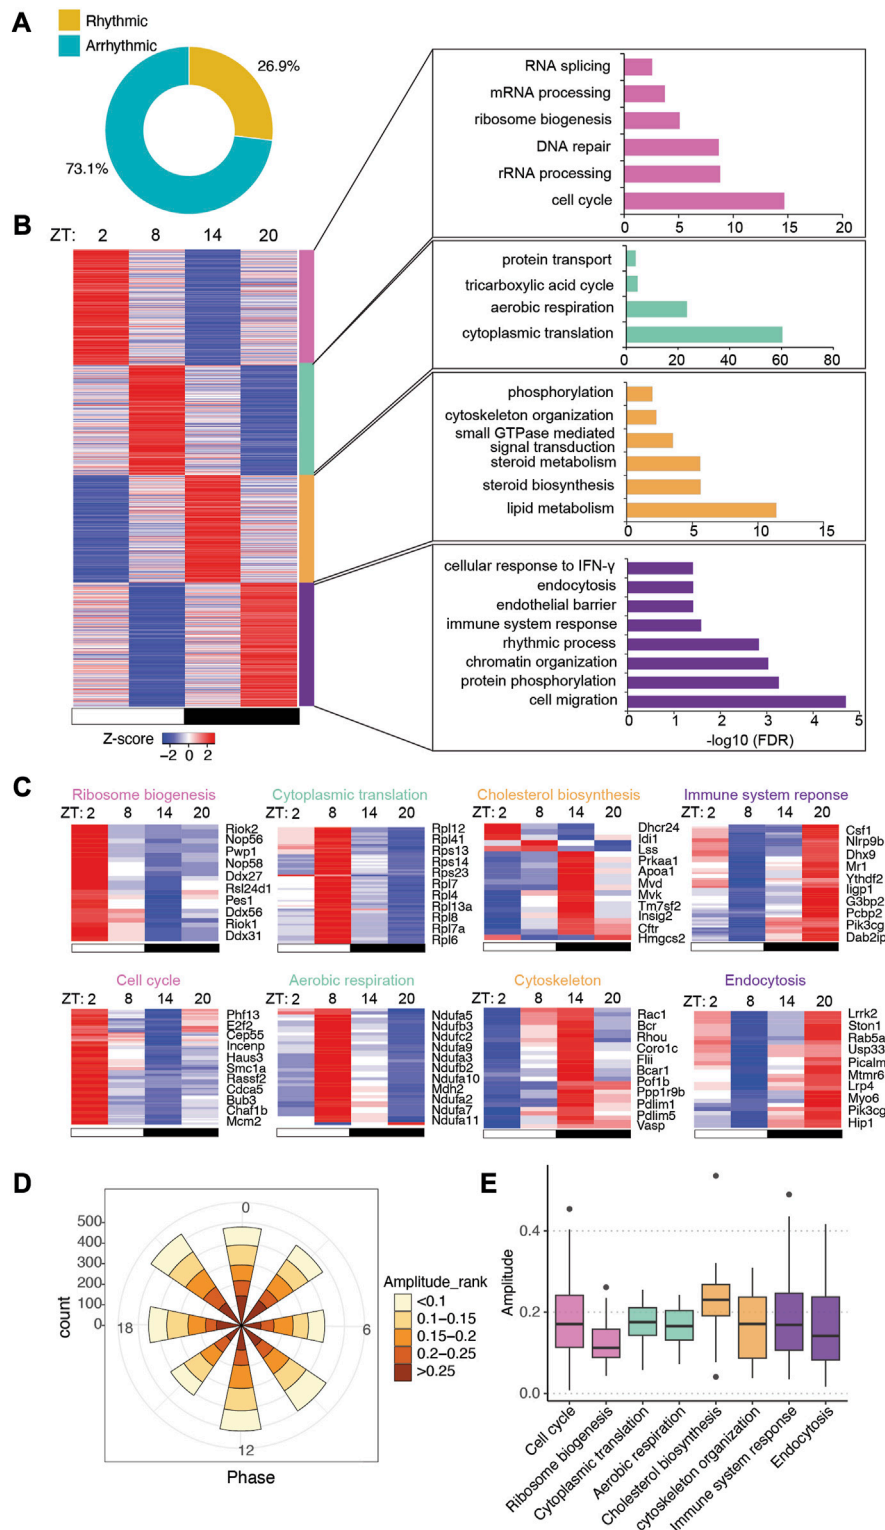 A
Rhythmic
Arrhythmic
26.9%
73.1%
B
ZT: 2 8 14 20
Z-score
−2 0 2
RNA splicing
mRNA processing
ribosome biogenesis
DNA repair
rRNA processing
cell cycle
0 5 10 15 20
protein transport
tricarboxylic acid cycle
aerobic respiration
cytoplasmic translation
0 20 40 60 80
phosphorylation
cytoskeleton organization
small GTPase mediated
signal transduction
steroid metabolism
steroid biosynthesis
lipid metabolism
0 5 10 15
cellular response to IFN-γ
endocytosis
endothelial barrier
immune system response
rhythmic process
chromatin organization
protein phosphorylation
cell migration
0 1 2 3 4 5
-log10 (FDR)
C
Ribosome biogenesis
ZT: 2 8 14 20
Riok2
Nop56
Pwp1
Nop58
Ddx27
Rsl24d1
Pes1
Ddx56
Riok1
Ddx31
Cytoplasmic translation
8 14 20
Rpl12
Rpl41
Rps13
Rps14
Rps23
Rpl7
Rpl4
Rpl13a
Rpl8
Rpl7a
Rpl6
Cholesterol biosynthesis
ZT: 2 8 14 20
Dhcr24
Idi1
Lss
Prkaa1
Apoa1
Mvd
Mvk
Tm7sf2
Insig2
Cftr
Hmgcs2
Immune system reponse
ZT: 2 8 14 20
Csf1
Nlrp9b
Dhx9
Mr1
Ythdf2
Iigp1
G3bp2
Pcbp2
Pik3cg
Dab2ip
Cell cycle
ZT: 2 8 14 20
Phf13
E2f2
Cep55
Incenp
Haus3
Smc1a
Rassf2
Cdca5
Bub3
Chaf1b
Mcm2
Aerobic respiration
ZT: 2 8 14 20
Ndufa5
Ndufb3
Ndufc2
Ndufa9
Ndufa3
Ndufb2
Ndufa10
Mdh2
Ndufa2
Ndufa7
Ndufa11
Cytoskeleton
ZT: 2 8 14 20
Rac1
Bcr
Rhou
Coro1c
Flii
Bcar1
Pof1b
Ppp1r9b
Pdlim1
Pdlim5
Vasp
Endocytosis
ZT: 2 8 14 20
Lrrk2
Ston1
Rab5a
Usp33
Picalm
Mtmr6
Lrp4
Myo6
Pik3cg
Hip1
D
count
500
400
300
200
100
0
0
6
12
18
Phase
Amplitude_rank
<0.1
0.1–0.15
0.15–0.2
0.2–0.25
>0.25
E
Amplitude
0.4
0.2
0.0
Cell cycle
Ribosome biogenesis
Cytoplasmic translation
Aerobic respiration
Cholesterol biosynthesis
cytoskeleton organization
Immune system response
Endocytosis